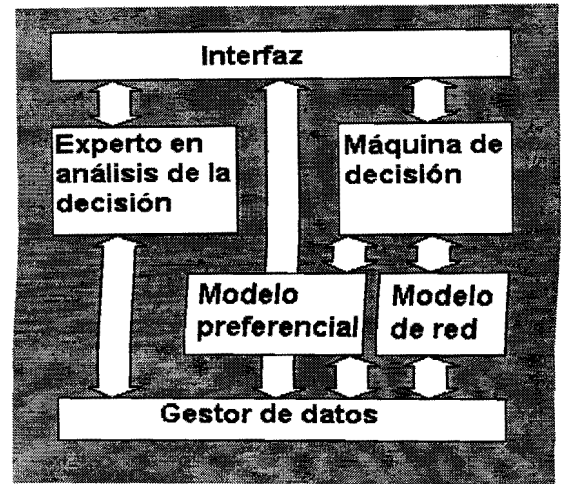 Interfaz
Experto en
análisis de la
decisión
Máquina de
decisión
Modelo
preferencial
Modelo
de red
Gestor de datos